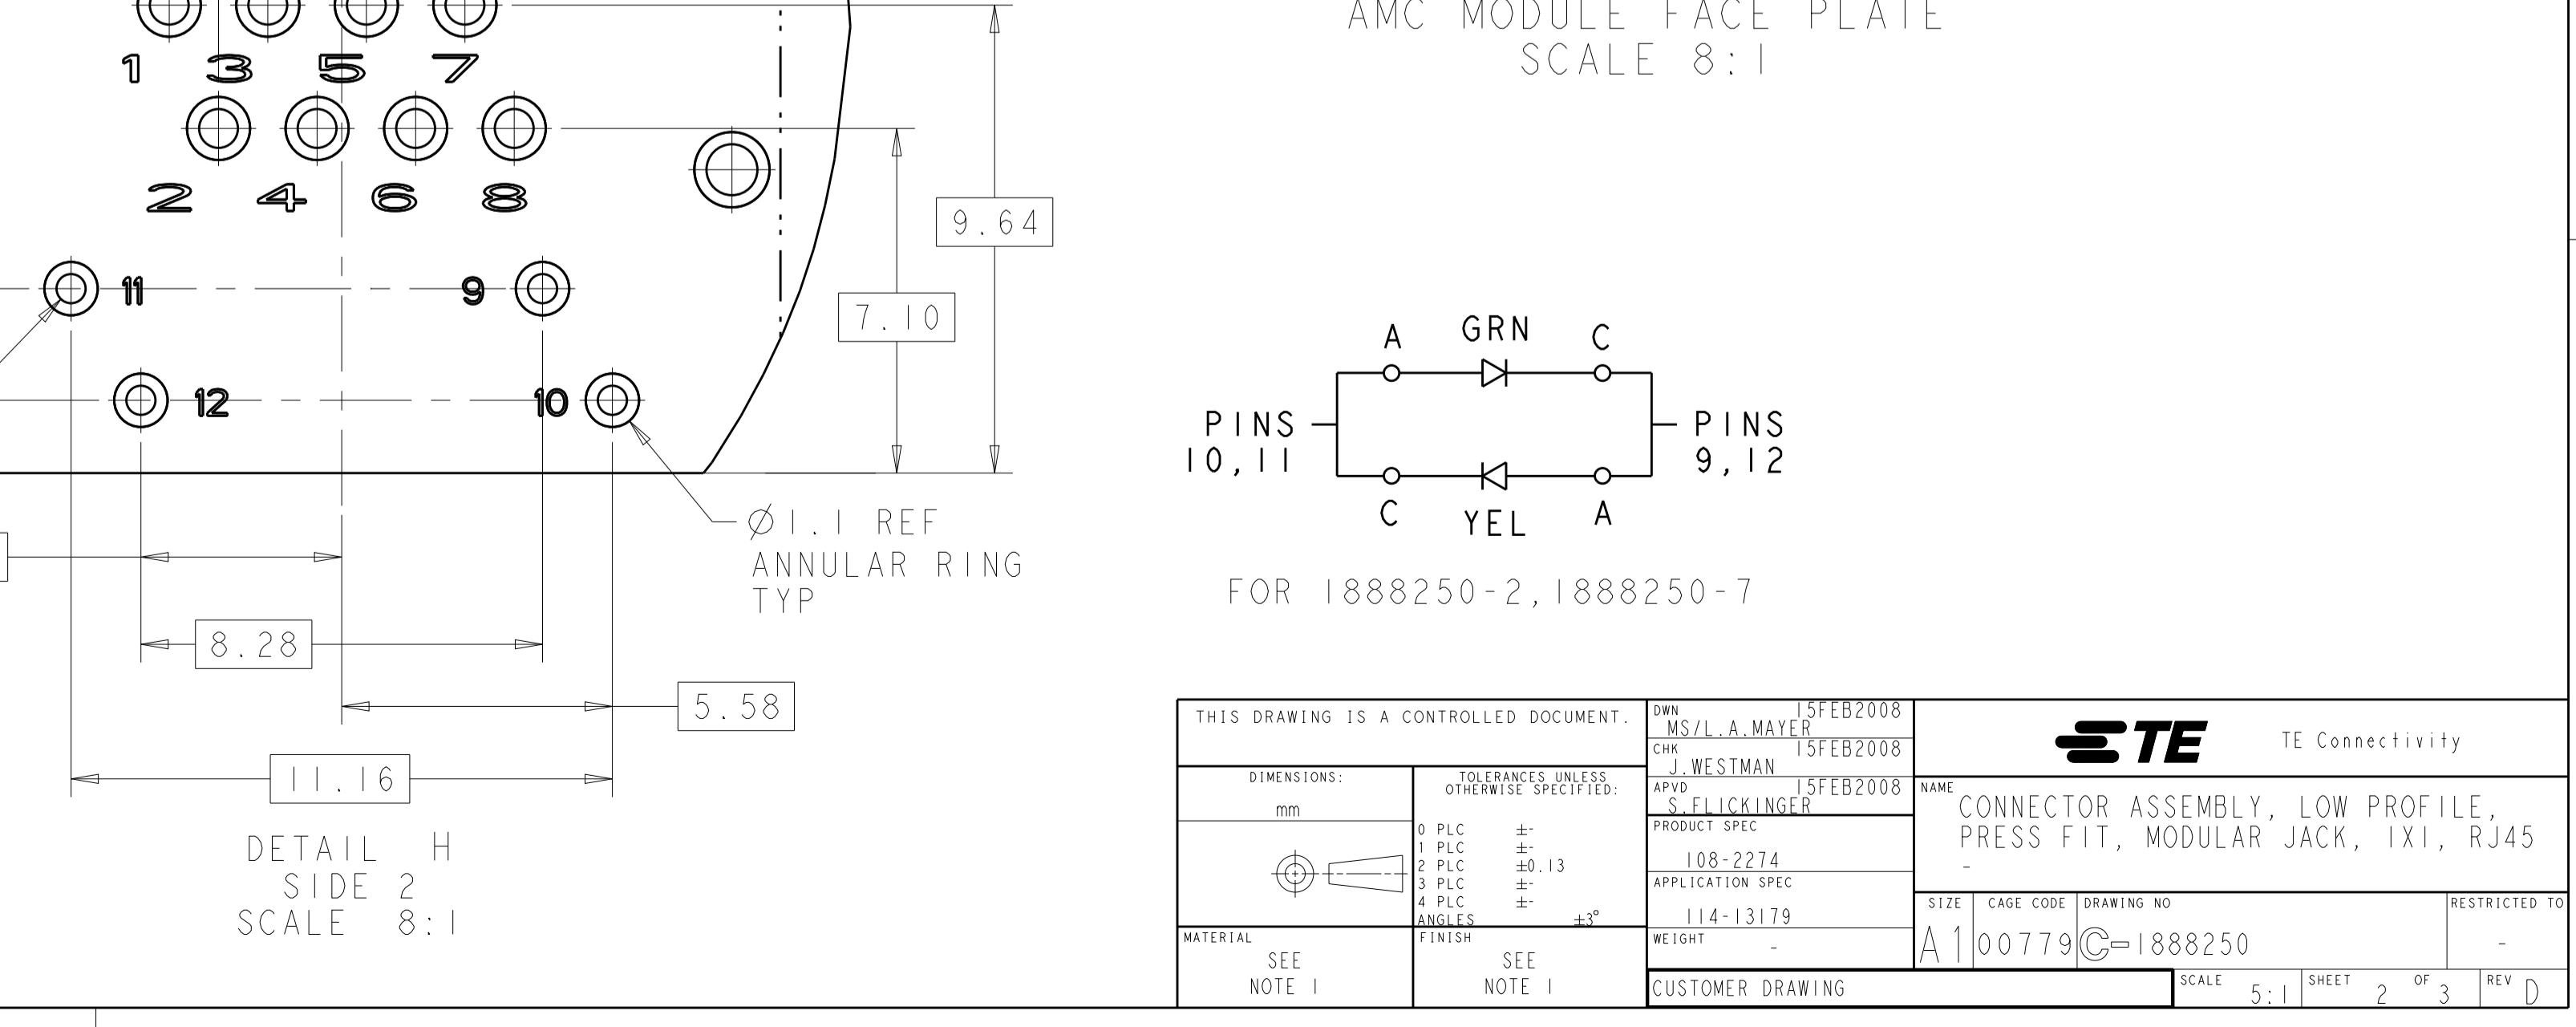 AMC MODULE FACE PLATE
SCALE 8:1
1 3 5 7
2 4 6 8
9.64
7.10
11 9
12 10
Ø1.1 REF
ANNULAR RING
TYP
8.28
5.58
11.16
DETAIL H
SIDE 2
SCALE 8:1
A GRN C
PINS
10,11
PINS
9,12
C YEL A
FOR 1888250-2,1888250-7
THIS DRAWING IS A CONTROLLED DOCUMENT.
DIMENSIONS:
mm
TOLERANCES UNLESS
OTHERWISE SPECIFIED:
0 PLC ±-
1 PLC ±-
2 PLC ±0.13
3 PLC ±-
4 PLC ±-
ANGLES ±3°
MATERIAL
SEE
NOTE 1
FINISH
SEE
NOTE 1
DWN 15FEB2008
MS/L.A.MAYER
CHK 15FEB2008
J.WESTMAN
APVD 15FEB2008
S.FLICKINGER
PRODUCT SPEC
108-2274
APPLICATION SPEC
114-13179
WEIGHT -
CUSTOMER DRAWING
TE TE Connectivity
NAME
CONNECTOR ASSEMBLY, LOW PROFILE,
PRESS FIT, MODULAR JACK, 1X1, RJ45
-
SIZE
A1
CAGE CODE
00779
DRAWING NO
C-1888250
RESTRICTED TO
-
SCALE 5:1
SHEET 2 OF 3
REV D